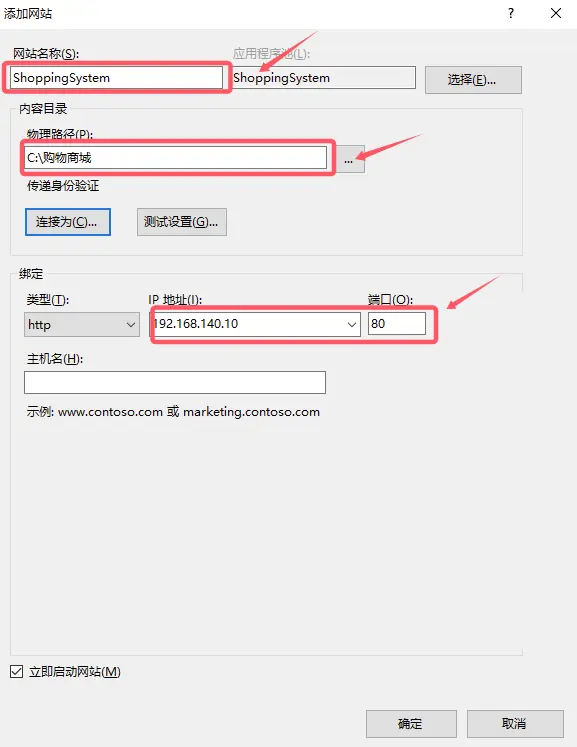 添加网站 ?
网站名称(S): 应用程序池(L):
ShoppingSystem ShoppingSystem 选择(E)...
内容目录
物理路径(P):
C:\购物商城 ...
传递身份验证
连接为(C)... 测试设置(G)...
绑定
类型(T): IP 地址(I): 端口(O):
http 192.168.140.10 80
主机名(H):
示例: www.contoso.com 或 marketing.contoso.com
立即启动网站(M)
确定 取消